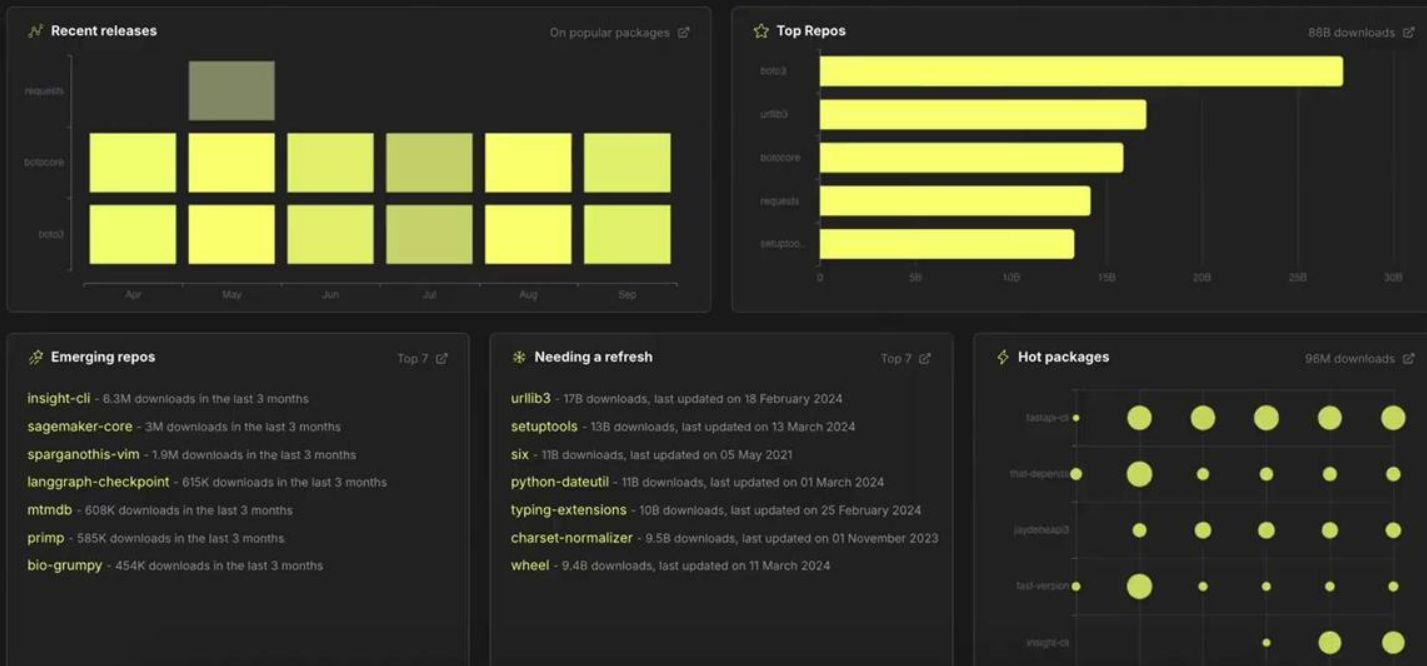 Recent releases
On popular packages
requests
botocore
boto3
Apr May Jun Jul Aug Sep
Top Repos
88B downloads
boto3
urllib3
botocore
requests
setuptoo...
0 5B 10B 15B 20B 25B 30B
Emerging repos
Top 7
insight-cli - 6.3M downloads in the last 3 months
sagemaker-core - 3M downloads in the last 3 months
sparganothis-vim - 1.9M downloads in the last 3 months
langgraph-checkpoint - 615K downloads in the last 3 months
mtmdb - 608K downloads in the last 3 months
primp - 585K downloads in the last 3 months
bio-grumpy - 454K downloads in the last 3 months
Needing a refresh
Top 7
urllib3 - 17B downloads, last updated on 18 February 2024
setuptools - 13B downloads, last updated on 13 March 2024
six - 11B downloads, last updated on 05 May 2021
python-dateutil - 11B downloads, last updated on 01 March 2024
typing-extensions - 10B downloads, last updated on 25 February 2024
charset-normalizer - 9.5B downloads, last updated on 01 November 2023
wheel - 9.4B downloads, last updated on 11 March 2024
Hot packages
96M downloads
fastapi-cli
that-depends
jaydebeapi3
fast-version
insight-cli